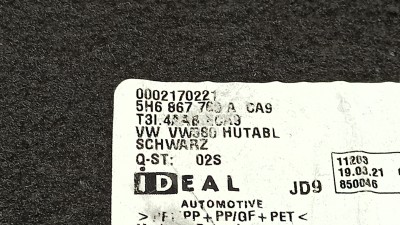 0002170221
5H6 867 769 A CA9
VW VW380 HUTABL
SCHWARZ
Q-ST: 02S
11203
19.03.21
850046
iDEAL JD9
AUTOMOTIVE
>PET/PP+PP/GF+PET<